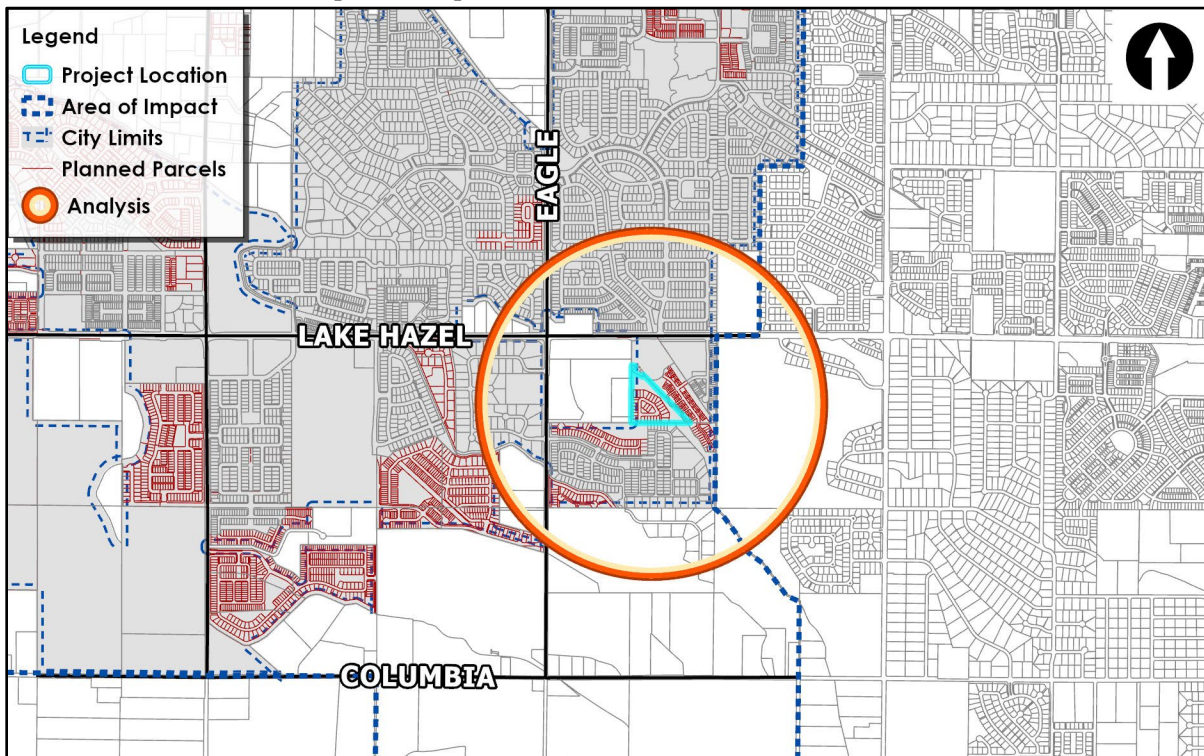 Legend
Project Location
Area of Impact
City Limits
Planned Parcels
Analysis
EAGLE
LAKE HAZEL
COLUMBIA